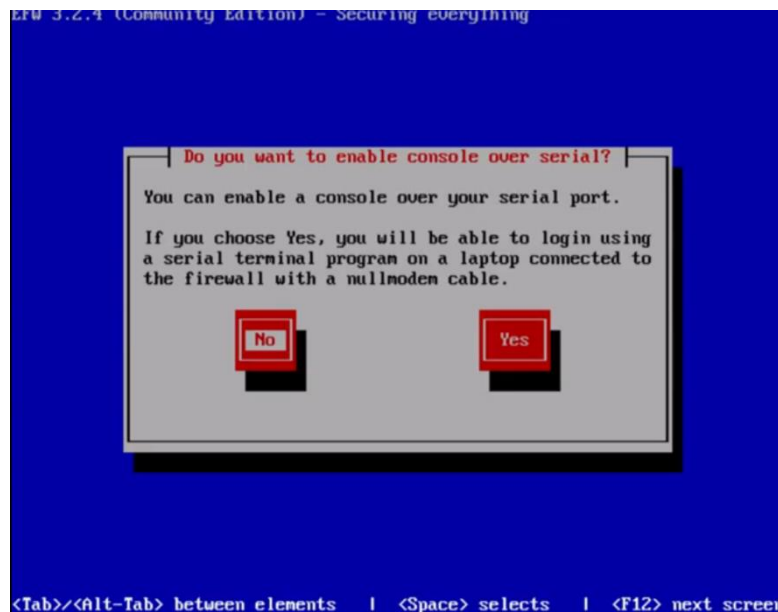 EFW 3.2.4 (Community Edition) - Securing everything
Do you want to enable console over serial?
You can enable a console over your serial port.
If you choose Yes, you will be able to login using
a serial terminal program on a laptop connected to
the firewall with a nullmodem cable.
No
Yes
<Tab>/<Alt-Tab> between elements | <Space> selects | <F12> next screen